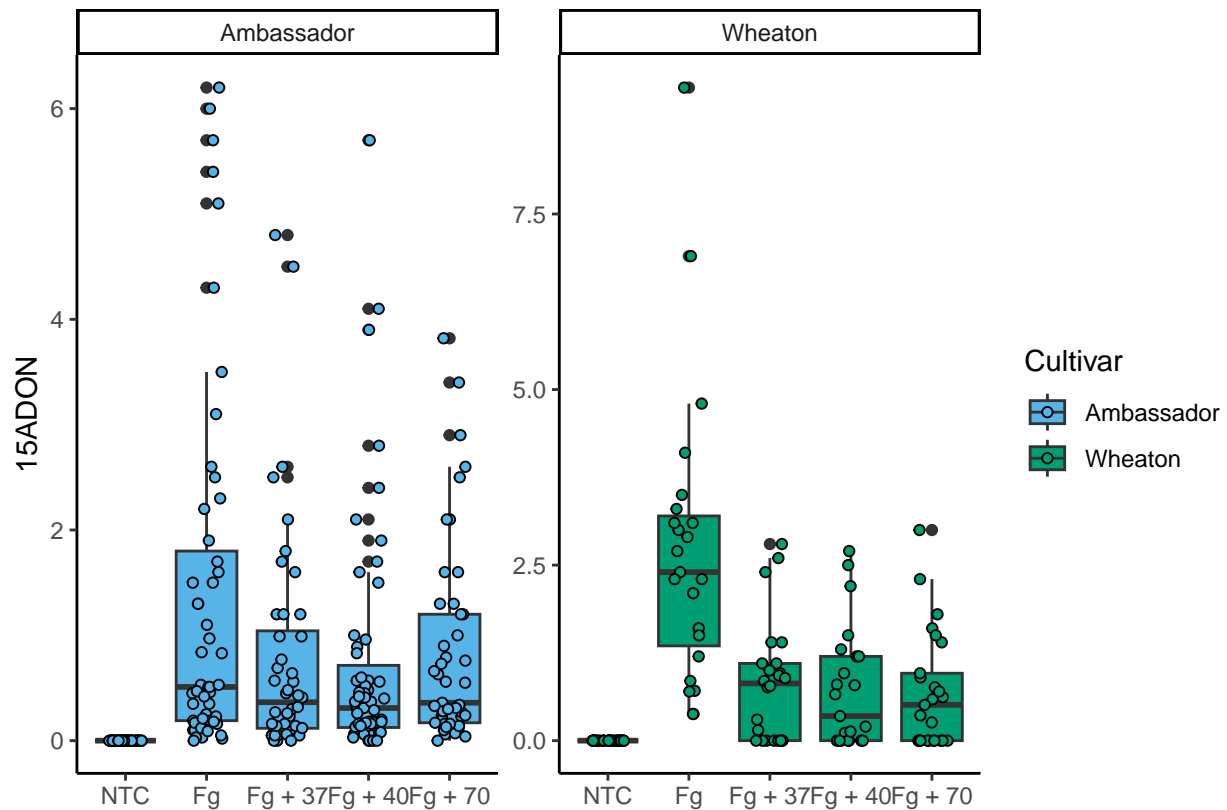 Ambassador
Wheaton
15ADON
6
4
2
0
7.5
5.0
2.5
0.0
NTC Fg Fg + 37 Fg + 40 Fg + 70
NTC Fg Fg + 37 Fg + 40 Fg + 70
Cultivar
Ambassador
Wheaton